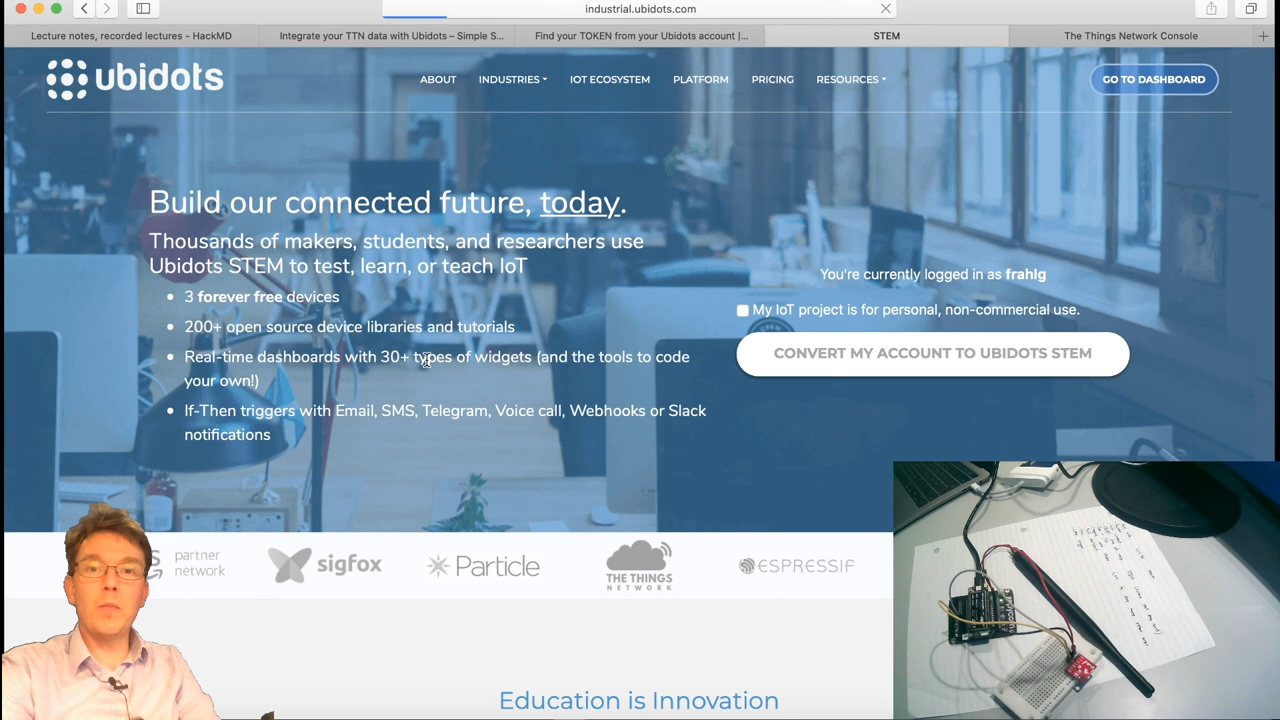 industrial.ubidots.com
Lecture notes, recorded lectures - HackMD
Integrate your TTN data with Ubidots – Simple S...
Find your TOKEN from your Ubidots account |...
STEM
The Things Network Console
ubidots
ABOUT
INDUSTRIES
IOT ECOSYSTEM
PLATFORM
PRICING
RESOURCES
GO TO DASHBOARD
Build our connected future, today.
Thousands of makers, students, and researchers use
Ubidots STEM to test, learn, or teach IoT
3 forever free devices
200+ open source device libraries and tutorials
Real-time dashboards with 30+ types of widgets (and the tools to code
your own!)
If-Then triggers with Email, SMS, Telegram, Voice call, Webhooks or Slack
notifications
You're currently logged in as frahlg
My IoT project is for personal, non-commercial use.
CONVERT MY ACCOUNT TO UBIDOTS STEM
partner
network
sigfox
Particle
THE THINGS
NETWORK
ESPRESSIF
Education is Innovation